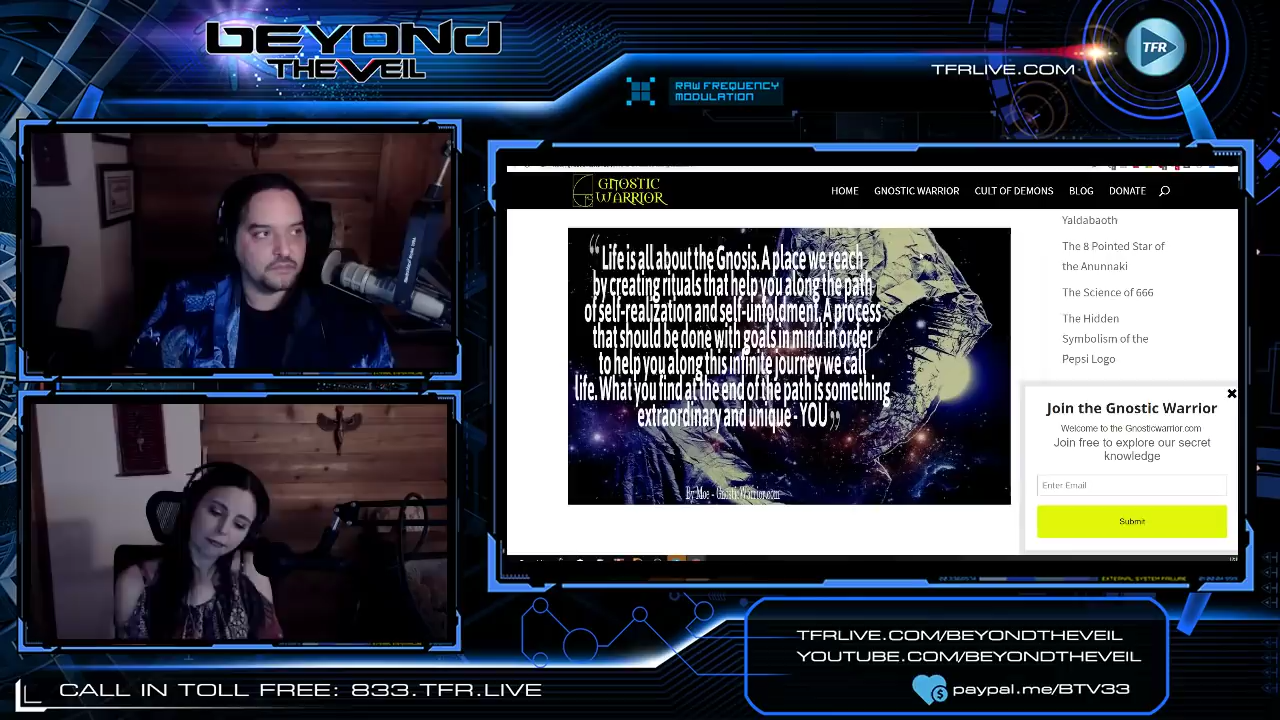 BEYOND
THE VEIL
TFRLIVE.COM
TFR
RAW FREQUENCY
MODULATION
GNOSTIC
WARRIOR
HOME
GNOSTIC WARRIOR
CULT OF DEMONS
BLOG
DONATE
“Life is all about the Gnosis. A place we reach
by creating rituals that help you along the path
of self-realization and self-unfoldment. A process
that should be done with goals in mind in order
to help you along this infinite journey we call
life. What you find at the end of the path is something
extraordinary and unique - YOU”
By Moe - GnosticWarrior.com
Yaldabaoth
The 8 Pointed Star of
the Anunnaki
The Science of 666
The Hidden
Symbolism of the
Pepsi Logo
Join the Gnostic Warrior
Welcome to the Gnosticwarrior.com
Join free to explore our secret
knowledge
Enter Email
Submit
EXTERNAL SYSTEM FAILURE
TFRLIVE.COM/BEYONDTHEVEIL
YOUTUBE.COM/BEYONDTHEVEIL
paypal.me/BTV33
CALL IN TOLL FREE: 833.TFR.LIVE